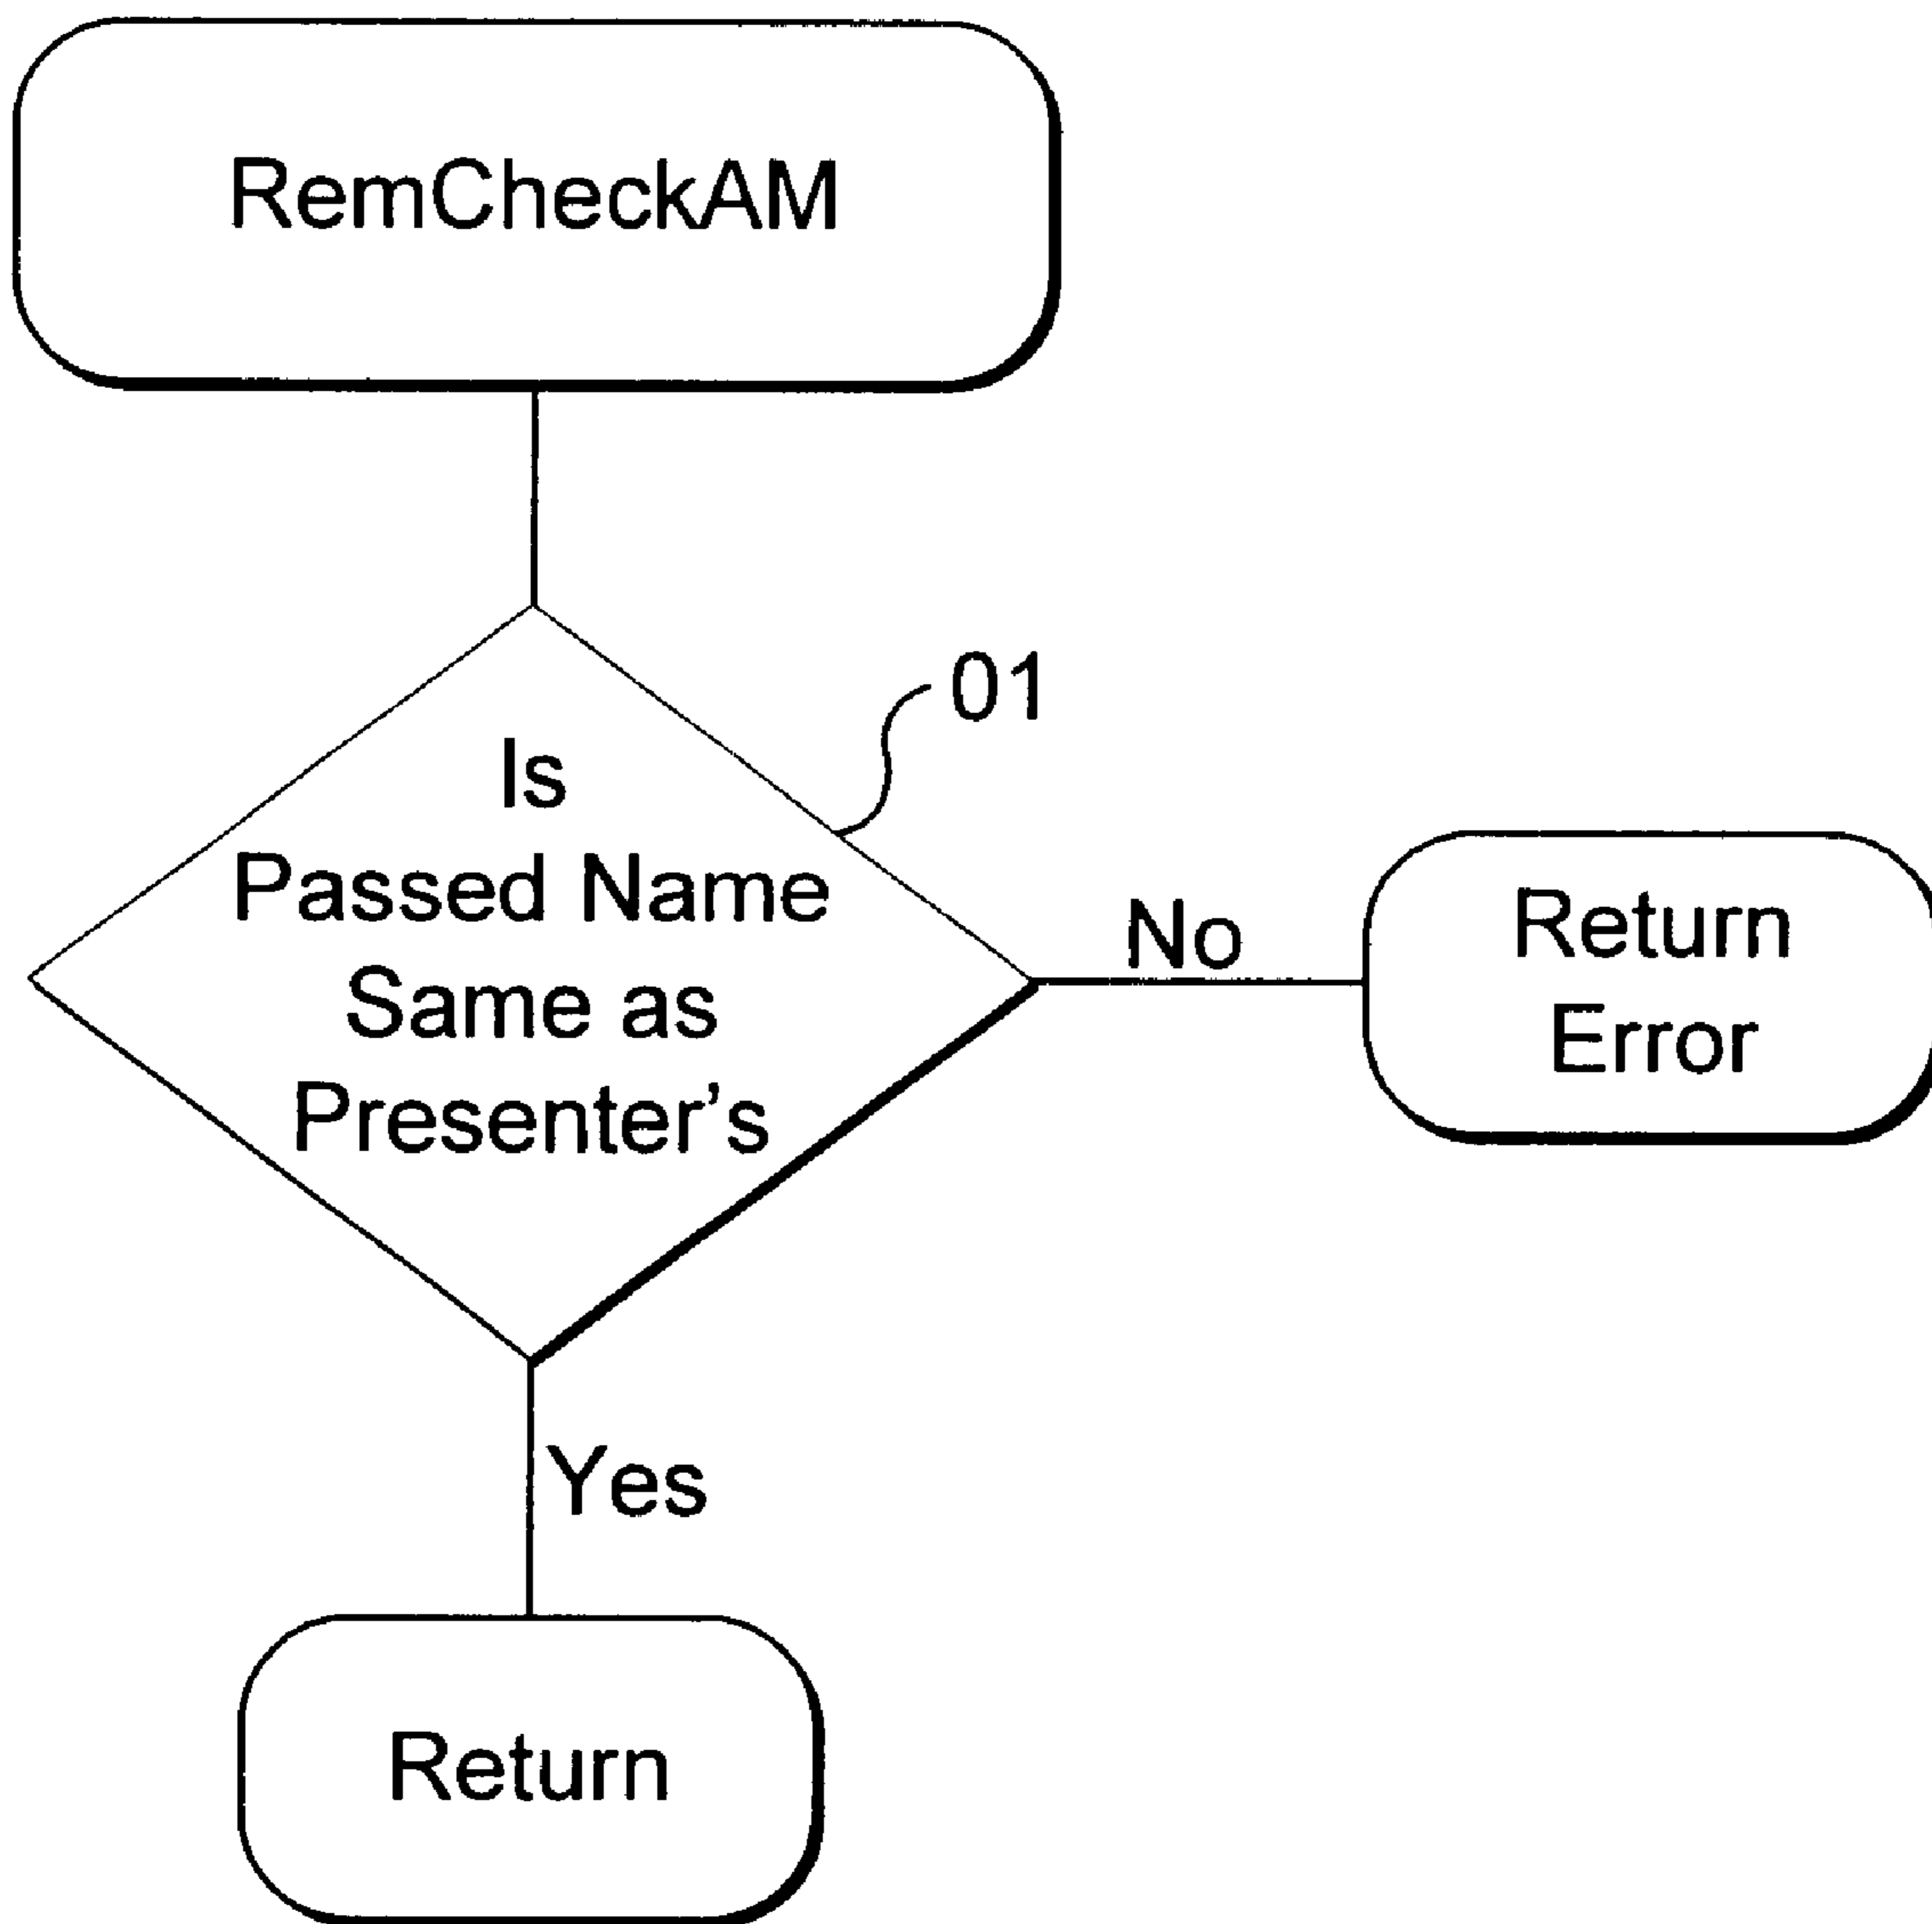 RemCheckAM
01
Is
Passed Name
Same as
Presenter's
No
Return
Error
Yes
Return